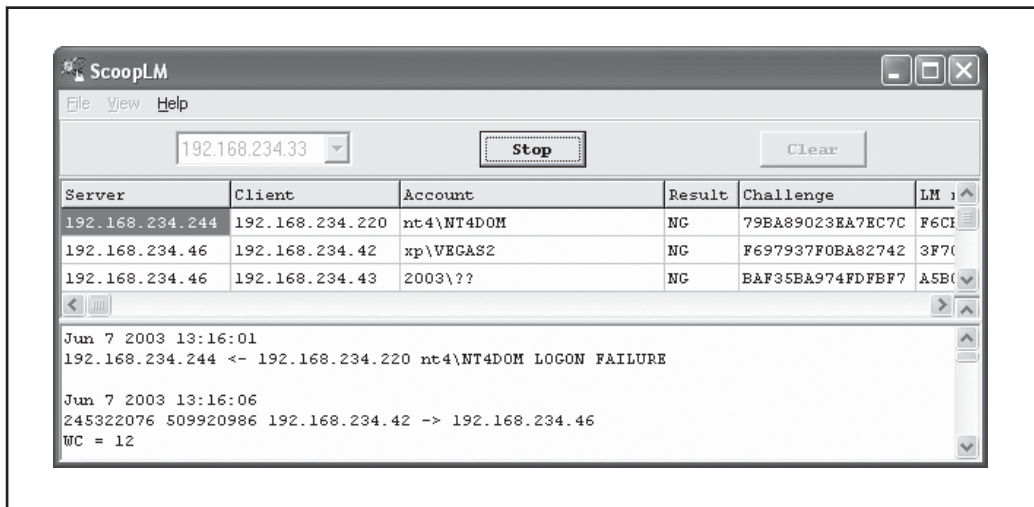 ScoopLM
File View Help
192.168.234.33 Stop Clear
Server Client Account Result Challenge LM
192.168.234.244 192.168.234.220 nt4\NT4DOM NG 79BA89023EA7EC7C
192.168.234.46 192.168.234.42 xp\VEGAS2 NG F697937F0BA82742
192.168.234.46 192.168.234.43 2003\?? NG BAF35BA974FDFBF7
Jun 7 2003 13:16:01
192.168.234.244 <- 192.168.234.220 nt4\NT4DOM LOGON FAILURE
Jun 7 2003 13:16:06
245322076 509920986 192.168.234.42 -> 192.168.234.46
WC = 12